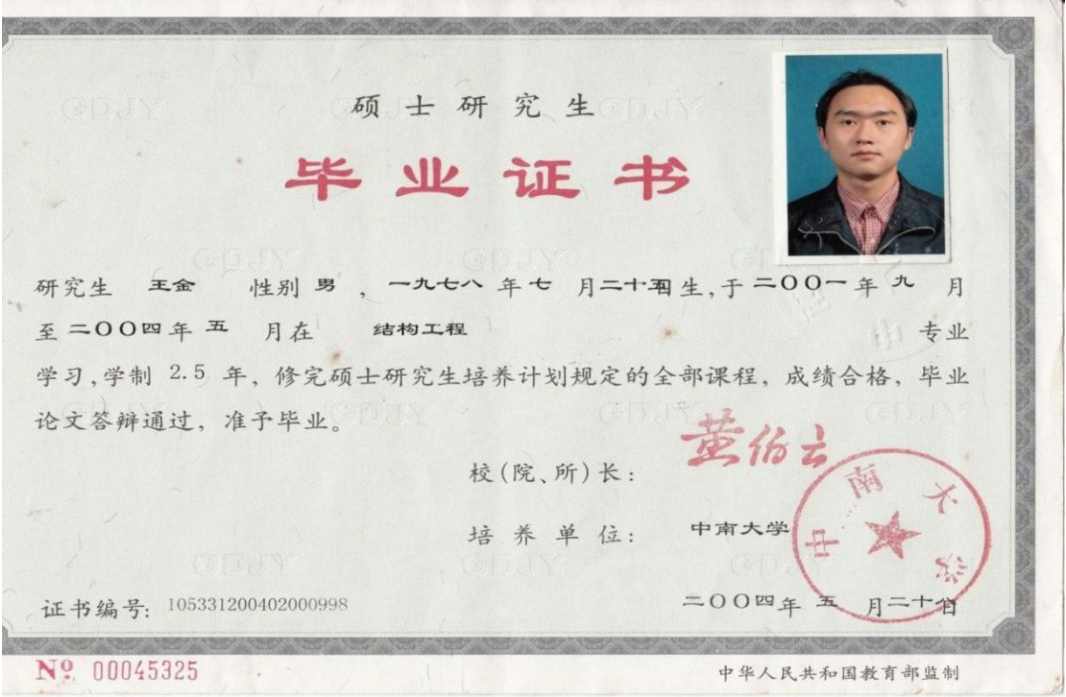 硕士研究生
毕业证书
研究生 王金 性别 男 , 一九七八 年 七 月 二十五日生,于 二〇〇一 年 九 月
至 二〇〇四 年 五 月在 结构工程 专业
学习,学制 2.5 年, 修完硕士研究生培养计划规定的全部课程, 成绩合格, 毕业
论文答辩通过, 准予毕业。
校(院、所)长: 黄伯云
培养单位: 中南大学
中南大学
证书编号: 105331200402000998
二〇〇四年 五 月二十日
№ 00045325
中华人民共和国教育部监制